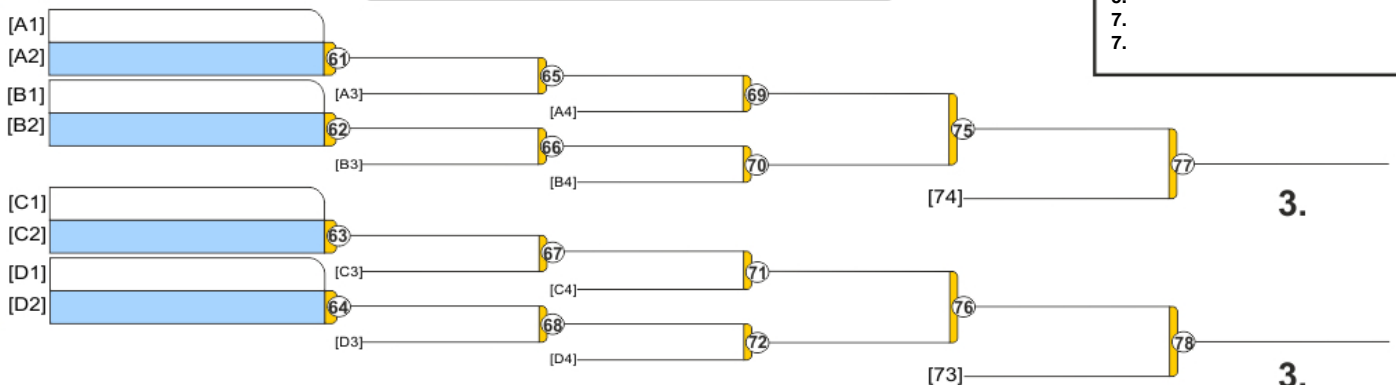 7.
7.
[A1]
[A2]
61
65
[B1]
[A3]
69
[A4]
[B2]
62
66
75
[B3]
[B4]
70
77
[74]
3.
[C1]
[C2]
63
67
[D1]
[C3]
71
[C4]
[D2]
64
68
76
[D3]
72
78
[D4]
[73]
3.